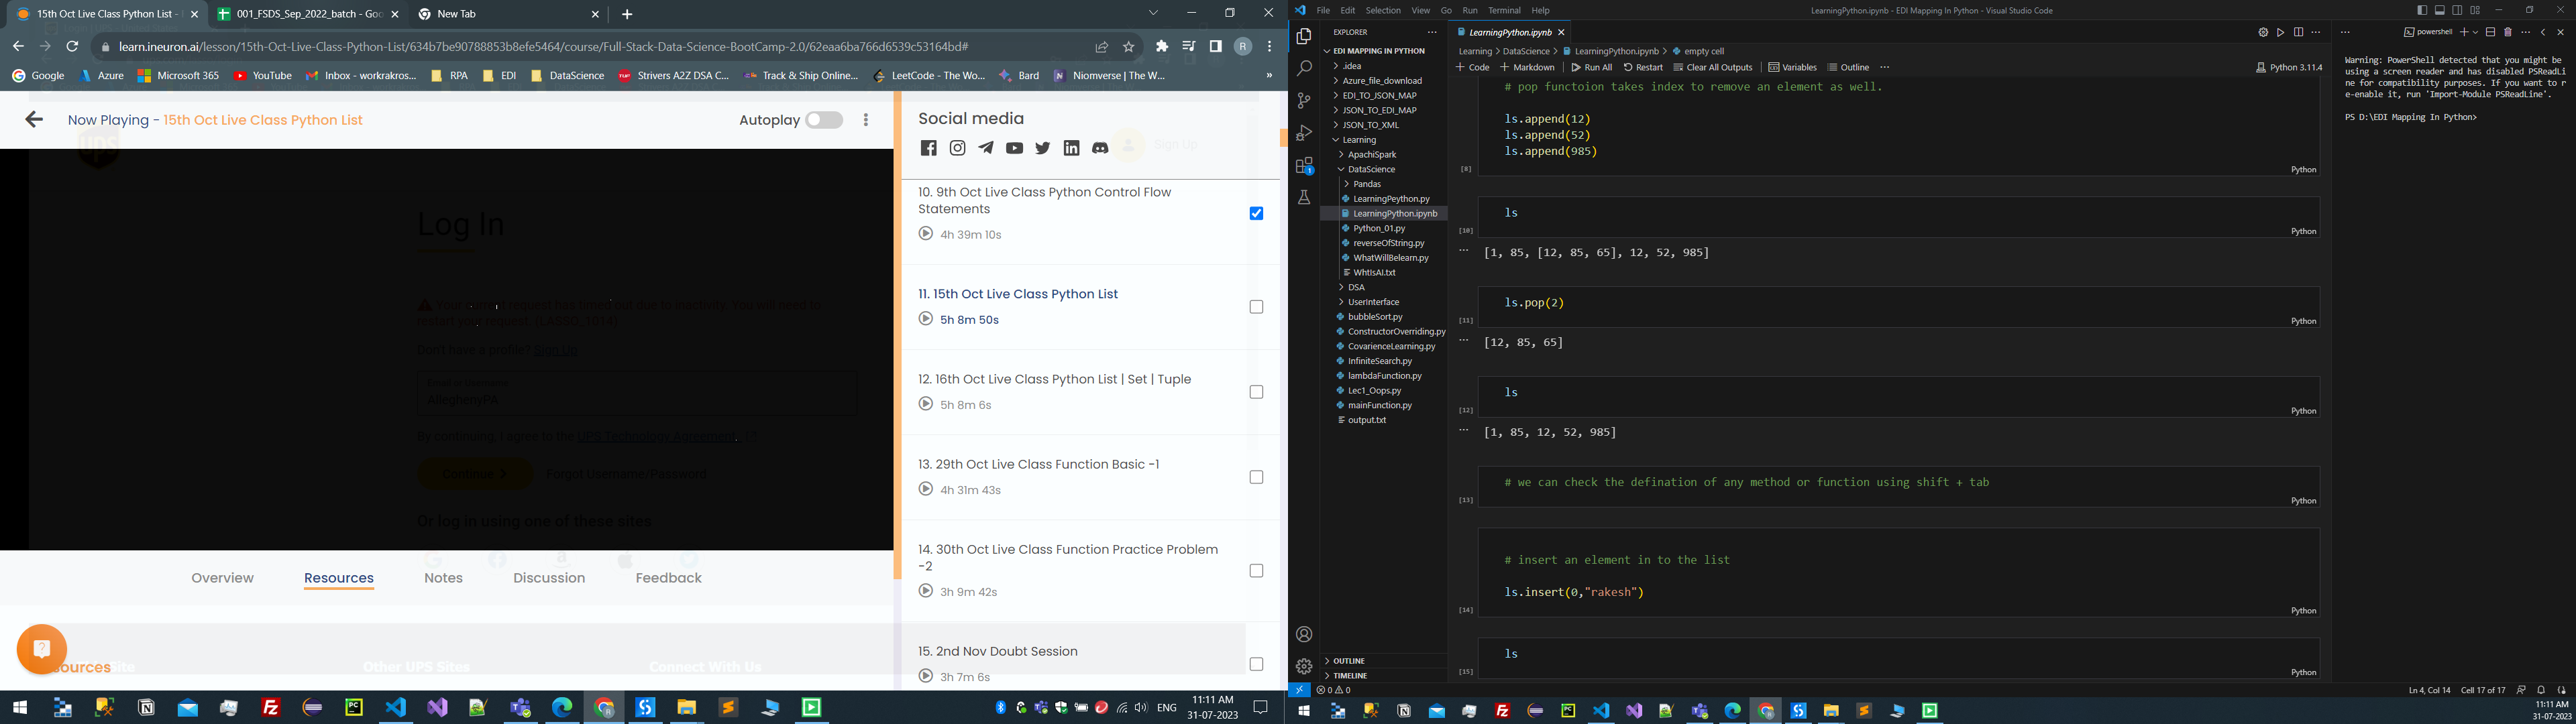 15th Oct Live Class Python List -
001_FSDS_Sep_2022_batch - Goo
New Tab
learn.ineuron.ai/lesson/15th-Oct-Live-Class-Python-List/634b7be90788853b8efe5464/course/Full-Stack-Data-Science-BootCamp-2.0/62eaa6ba766d6539c53164bd#
R
Google
Azure
Microsoft 365
YouTube
Inbox - workrakros...
RPA
EDI
DataScience
Strivers A2Z DSA C...
Track & Ship Online...
LeetCode - The Wo...
Bard
Niomverse | The W...
»
Now Playing - 15th Oct Live Class Python List
Autoplay
Log In
Your current request has timed out due to inactivity. You will need to
restart your request.
Don't have a profile? Sign Up
Email or Username
AlleghenyPA
By continuing, I agree to the UPS Technology Agreement.
Continue
Forgot Username/Password
Or log in using one of these sites
Overview
Resources
Notes
Discussion
Feedback
sources
Site
Other UPS Sites
Connect With Us
Social media
Sign Up
10. 9th Oct Live Class Python Control Flow
Statements
4h 39m 10s
11. 15th Oct Live Class Python List
5h 8m 50s
12. 16th Oct Live Class Python List | Set | Tuple
5h 8m 6s
13. 29th Oct Live Class Function Basic -1
4h 31m 43s
14. 30th Oct Live Class Function Practice Problem
-2
3h 9m 42s
15. 2nd Nov Doubt Session
3h 7m 6s
ENG
11:11 AM
31-07-2023
File Edit Selection View Go Run Terminal Help
LearningPython.ipynb - EDI Mapping In Python - Visual Studio Code
EXPLORER
EDI MAPPING IN PYTHON
.idea
Azure_file_download
EDI_TO_JSON_MAP
JSON_TO_EDI_MAP
JSON_TO_XML
Learning
ApachiSpark
DataScience
Pandas
LearningPeython.py
LearningPython.ipynb
Python_01.py
reverseOfString.py
WhatWillBelearn.py
WhtIsAI.txt
DSA
UserInterface
bubbleSort.py
ConstructorOverriding.py
CovarienceLearning.py
InfiniteSearch.py
lambdaFunction.py
Lec1_Oops.py
mainFunction.py
output.txt
OUTLINE
TIMELINE
LearningPython.ipynb
Learning > DataScience > LearningPython.ipynb > empty cell
+ Code + Markdown
Run All
Restart
Clear All Outputs
Variables
Outline
...
Python 3.11.4
# pop functoion takes index to remove an element as well.
ls.append(12)
ls.append(52)
ls.append(985)
[8]
Python
ls
[10]
Python
[1, 85, [12, 85, 65], 12, 52, 985]
ls.pop(2)
[11]
Python
[12, 85, 65]
ls
[12]
Python
[1, 85, 12, 52, 985]
# we can check the defination of any method or function using shift + tab
[13]
Python
# insert an element in to the list
ls.insert(0,"rakesh")
[14]
Python
ls
[15]
Python
powershell
Warning: PowerShell detected that you might be
using a screen reader and has disabled PSReadLi
ne for compatibility purposes. If you want to r
e-enable it, run 'Import-Module PSReadLine'.
PS D:\EDI Mapping In Python>
0 0
Ln 4, Col 14
Cell 17 of 17
11:11 AM
31-07-2023